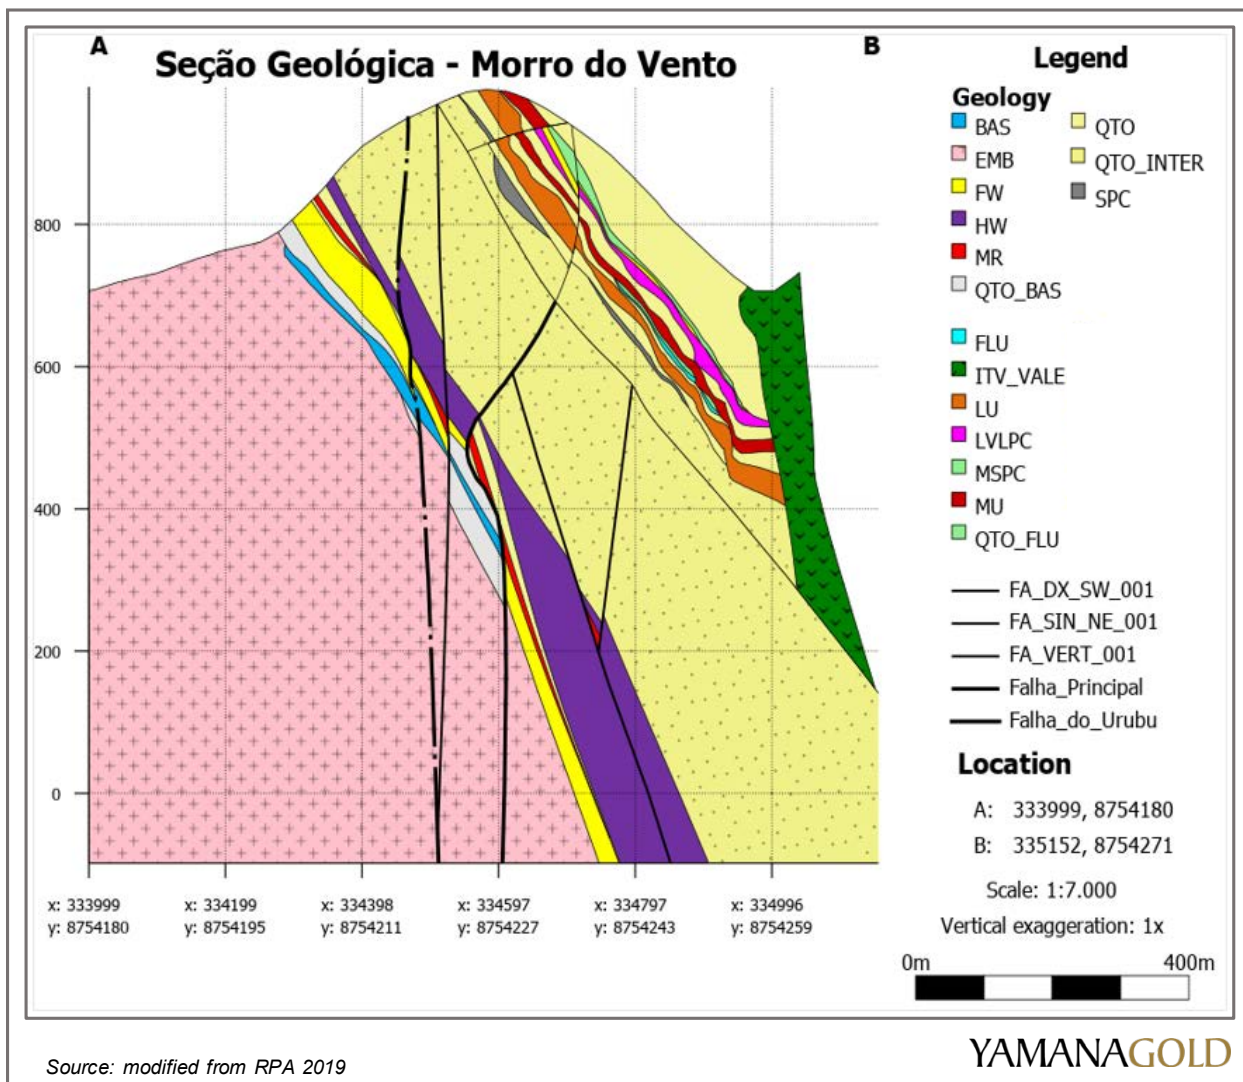 A
B
Seção Geológica - Morro do Vento
Legend
Geology
BAS
EMB
FW
HW
MR
QTO_BAS
FLU
ITV_VALE
LU
LVLPC
MSPC
MU
QTO_FLU
QTO
QTO_INTER
SPC
FA_DX_SW_001
FA_SIN_NE_001
FA_VERT_001
Falha_Principal
Falha_do_Urubu
Location
A: 333999, 8754180
B: 335152, 8754271
Scale: 1:7.000
Vertical exaggeration: 1x
0m 400m
800
600
400
200
0
x: 333999 x: 334199 x: 334398 x: 334597 x: 334797 x: 334996
y: 8754180 y: 8754195 y: 8754211 y: 8754227 y: 8754243 y: 8754259
Source: modified from RPA 2019
YAMANAGOLD